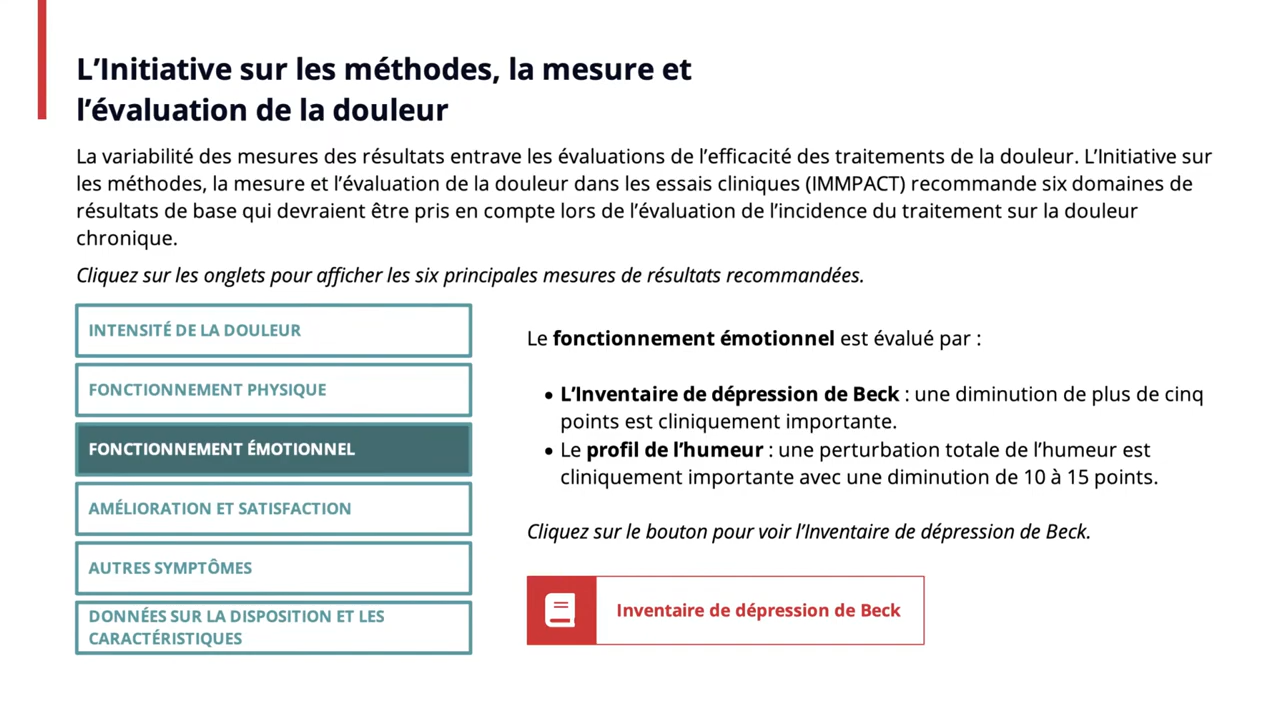 L’Initiative sur les méthodes, la mesure et
l’évaluation de la douleur
La variabilité des mesures des résultats entrave les évaluations de l’efficacité des traitements de la douleur. L’Initiative sur
les méthodes, la mesure et l’évaluation de la douleur dans les essais cliniques (IMMPACT) recommande six domaines de
résultats de base qui devraient être pris en compte lors de l’évaluation de l’incidence du traitement sur la douleur
chronique.
Cliquez sur les onglets pour afficher les six principales mesures de résultats recommandées.
INTENSITÉ DE LA DOULEUR
FONCTIONNEMENT PHYSIQUE
FONCTIONNEMENT ÉMOTIONNEL
AMÉLIORATION ET SATISFACTION
AUTRES SYMPTÔMES
DONNÉES SUR LA DISPOSITION ET LES
CARACTÉRISTIQUES
Le fonctionnement émotionnel est évalué par :
• L’Inventaire de dépression de Beck : une diminution de plus de cinq
points est cliniquement importante.
• Le profil de l’humeur : une perturbation totale de l’humeur est
cliniquement importante avec une diminution de 10 à 15 points.
Cliquez sur le bouton pour voir l’Inventaire de dépression de Beck.
Inventaire de dépression de Beck